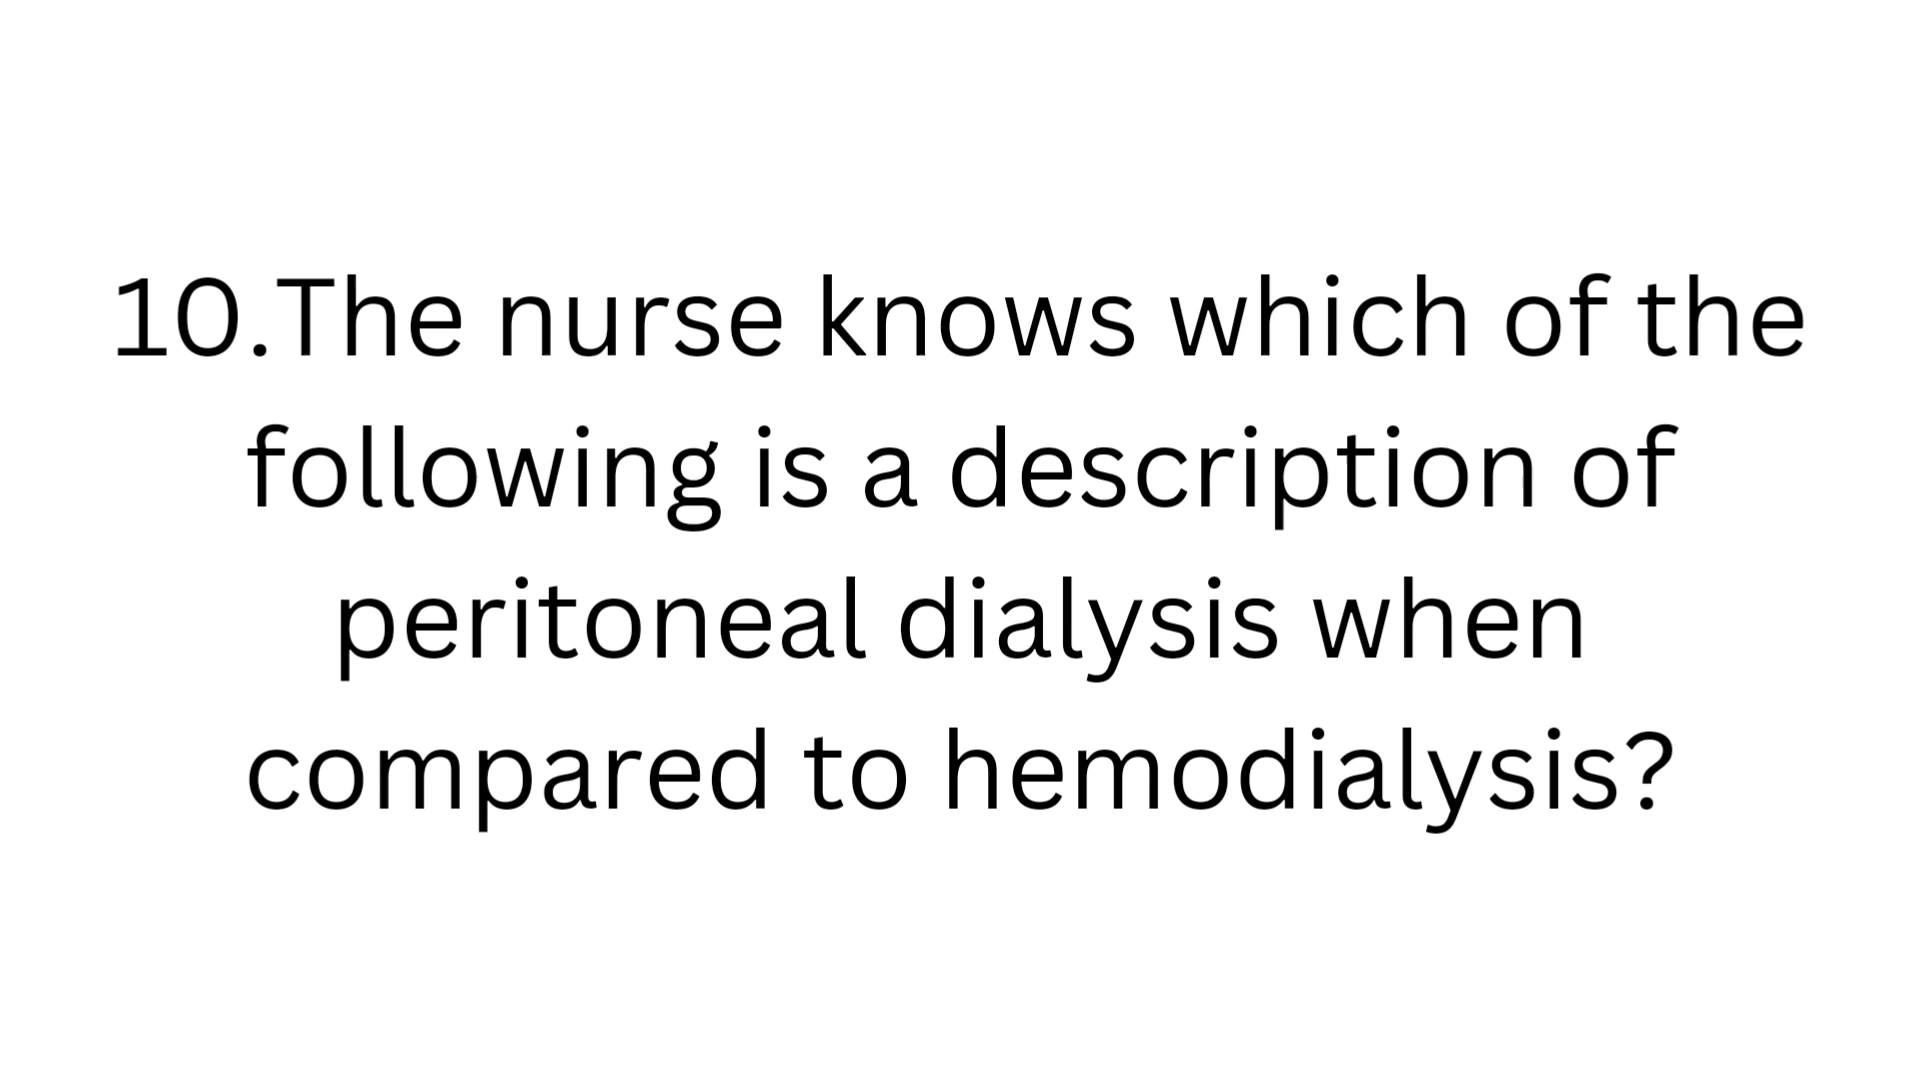 10.The nurse knows which of the
following is a description of
peritoneal dialysis when
compared to hemodialysis?